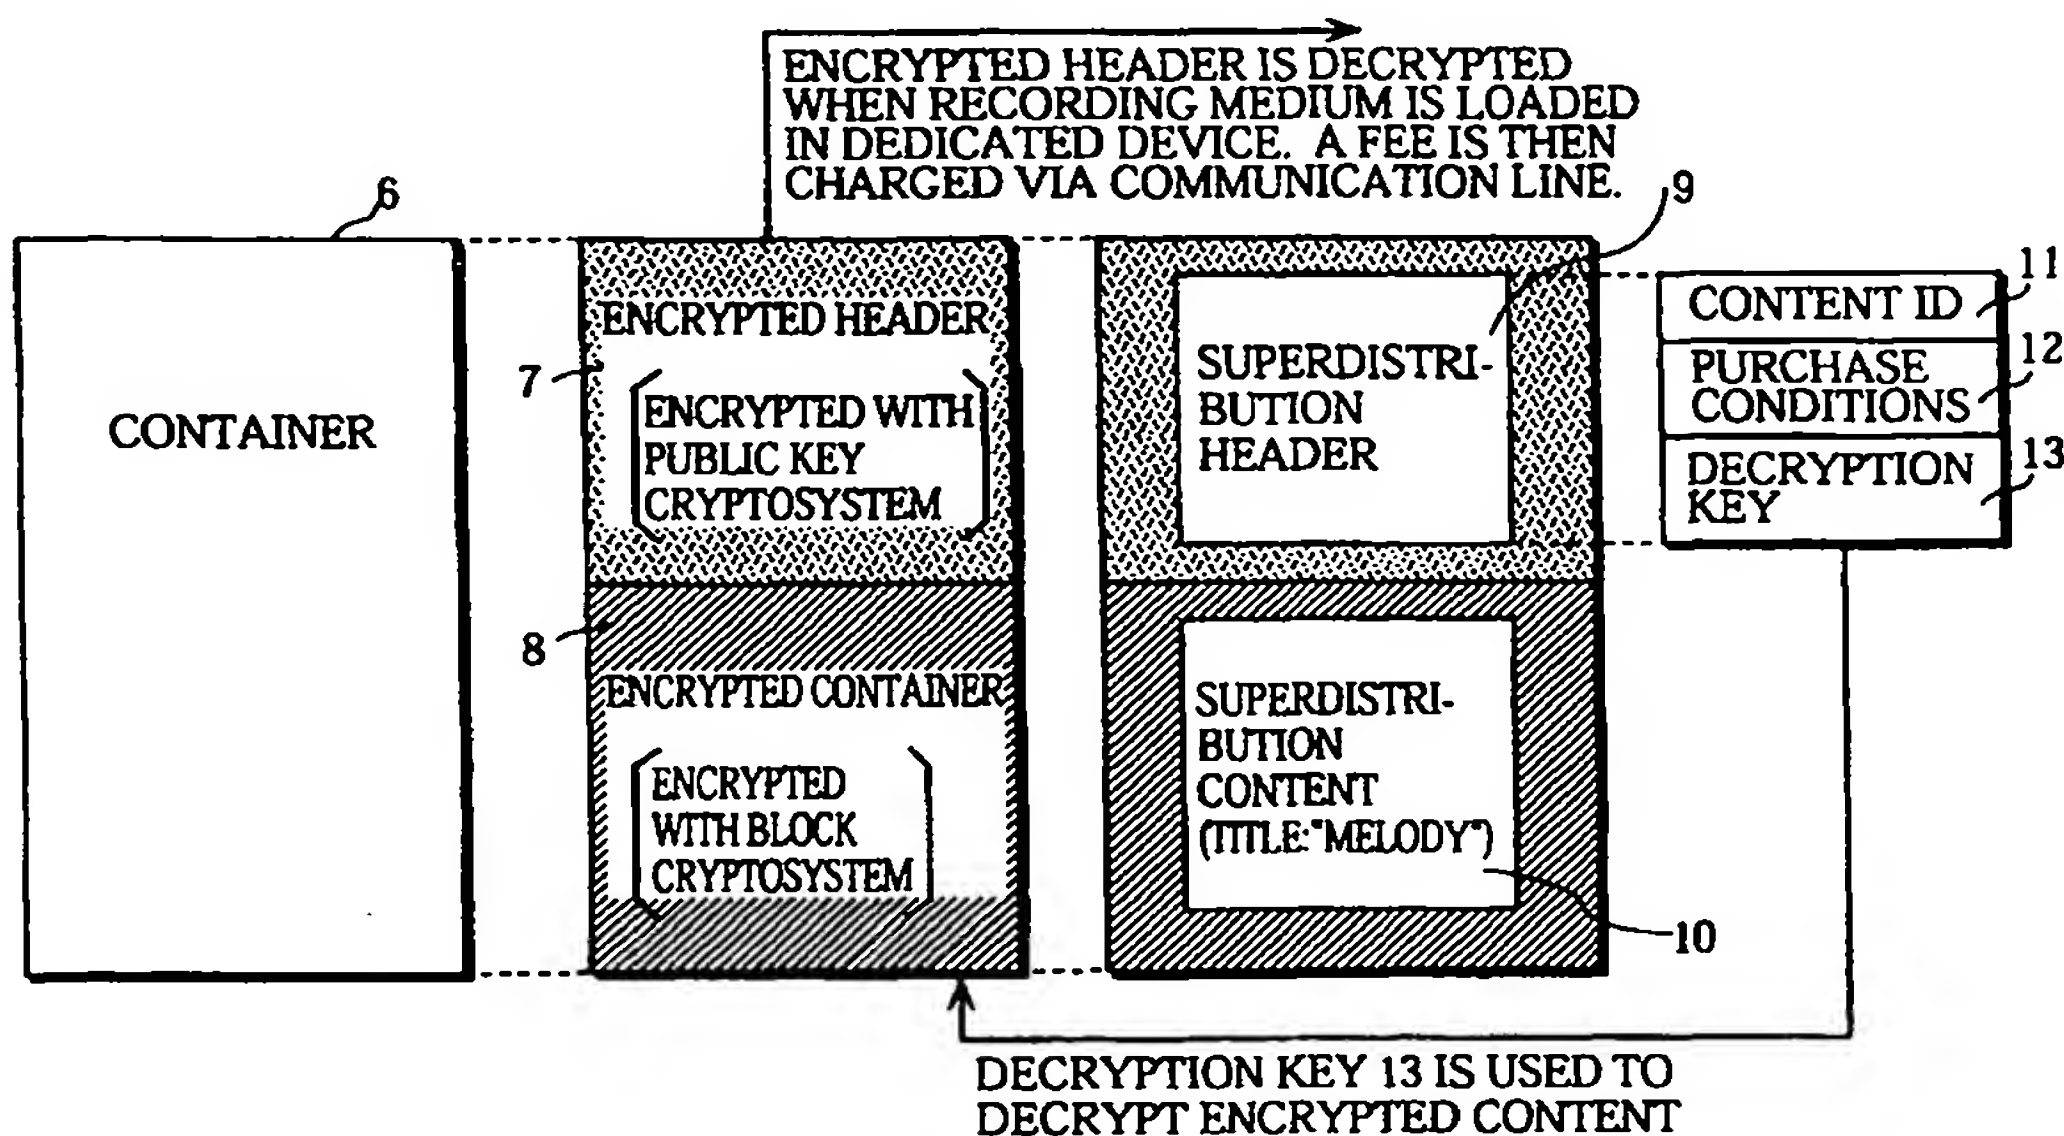 ENCRYPTED HEADER IS DECRYPTED
WHEN RECORDING MEDIUM IS LOADED
IN DEDICATED DEVICE. A FEE IS THEN
CHARGED VIA COMMUNICATION LINE.
6
CONTAINER
7
ENCRYPTED HEADER
ENCRYPTED WITH
PUBLIC KEY
CRYPTOSYSTEM
8
ENCRYPTED CONTAINER
ENCRYPTED
WITH BLOCK
CRYPTOSYSTEM
9
SUPERDISTRI-
BUTION
HEADER
SUPERDISTRI-
BUTION
CONTENT
(TITLE:"MELODY")
10
CONTENT ID
11
PURCHASE
CONDITIONS
12
DECRYPTION
KEY
13
DECRYPTION KEY 13 IS USED TO
DECRYPT ENCRYPTED CONTENT